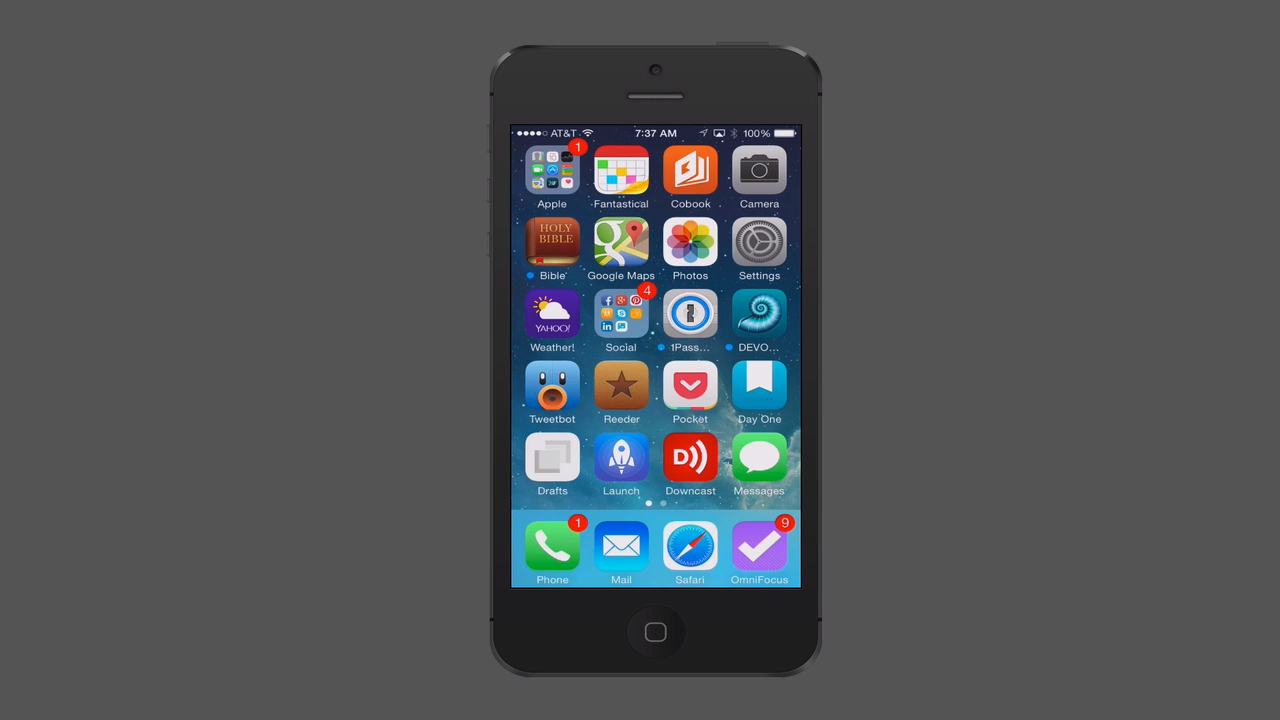 AT&T 7:37 AM 100%
1
Apple Fantastical Cobook Camera
HOLY BIBLE
Bible Google Maps Photos Settings
4
YAHOO!
Weather! Social 1Pass... DEVO...
Tweetbot Reeder Pocket Day One
Drafts Launch Downcast Messages
1 9
Phone Mail Safari OmniFocus